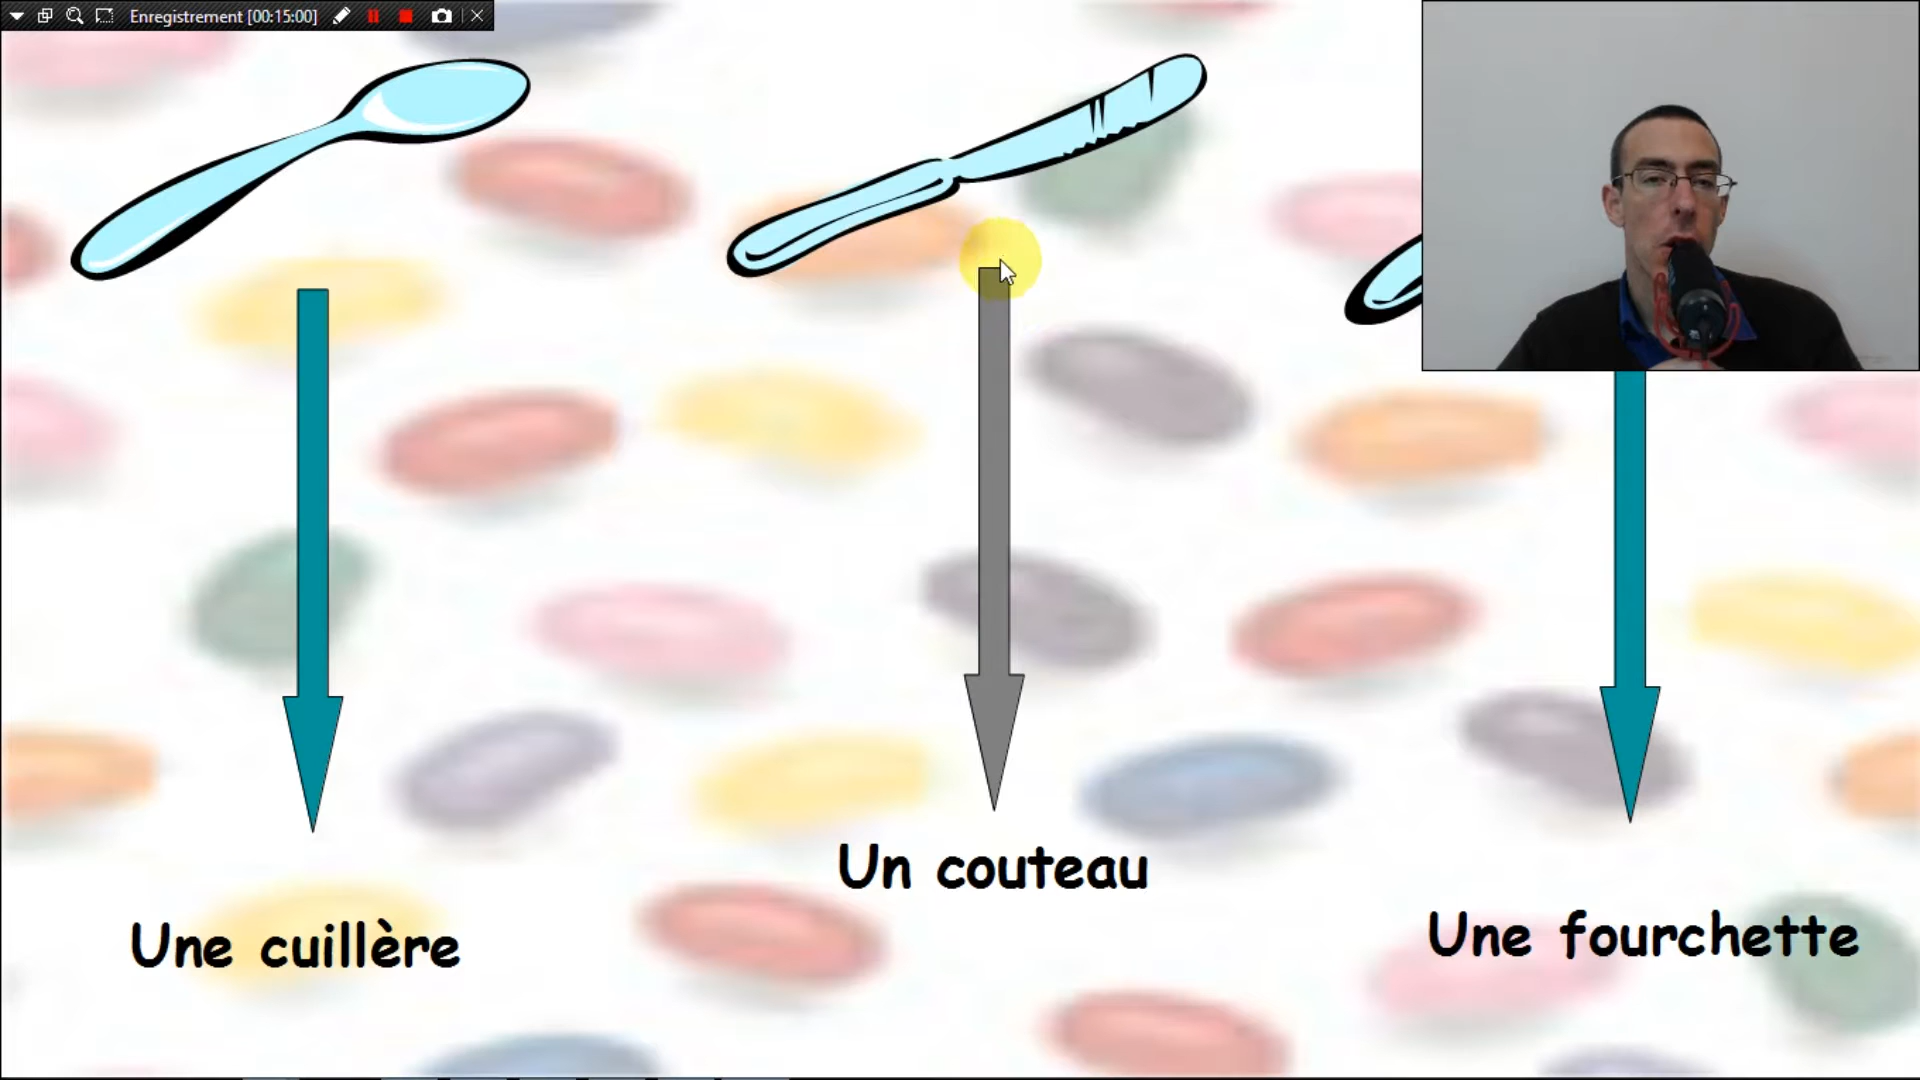 Enregistrement [00:15:00]
Un couteau
Une cuillère
Une fourchette